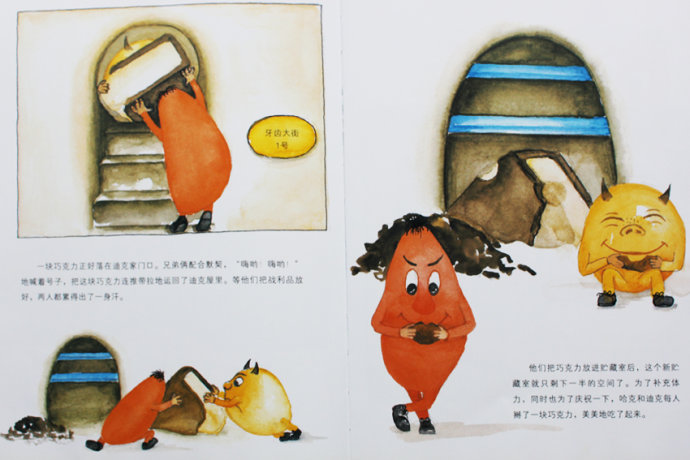 牙齿大街
1号
一块巧克力正好落在迪克家门口。兄弟俩配合默契，“嗨哟！嗨哟！”
地喊着号子，把这块巧克力连推带拉地运回了迪克屋里。等他们把战利品放
好，两人都累得出了一身汗。
他们把巧克力放进贮藏室后，这个新贮
藏室就只剩下一半的空间了。为了补充体
力，同时也为了庆祝一下，哈克和迪克每人
掰了一块巧克力，美美地吃了起来。